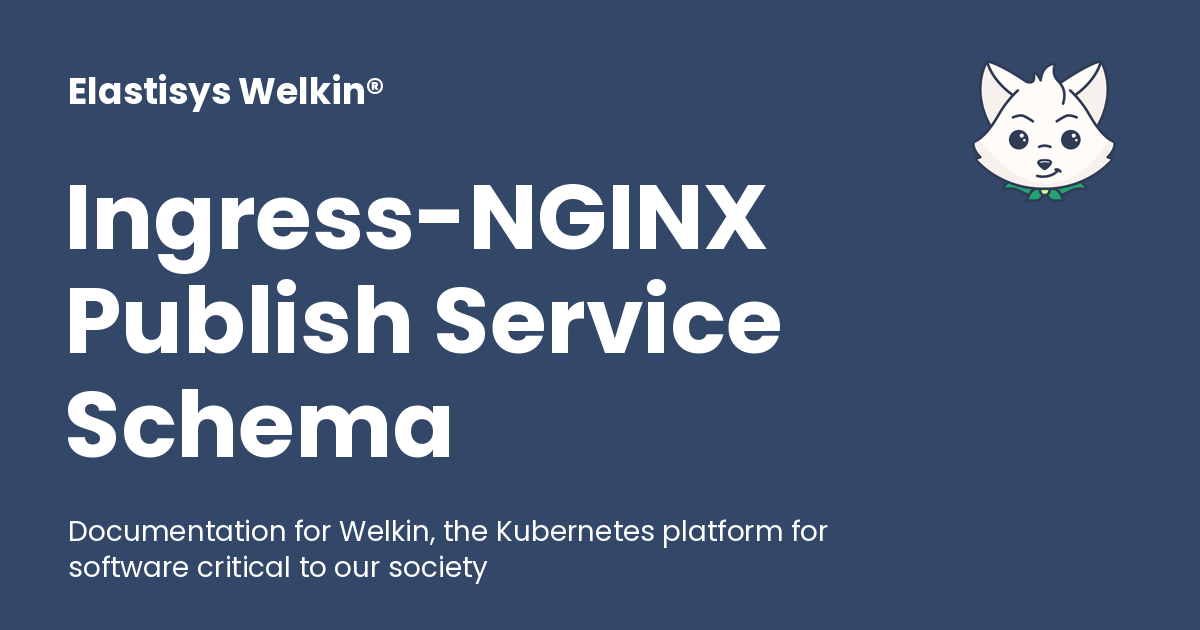 Elastisys Welkin®
Ingress-NGINX
Publish Service
Schema
Documentation for Welkin, the Kubernetes platform for
software critical to our society